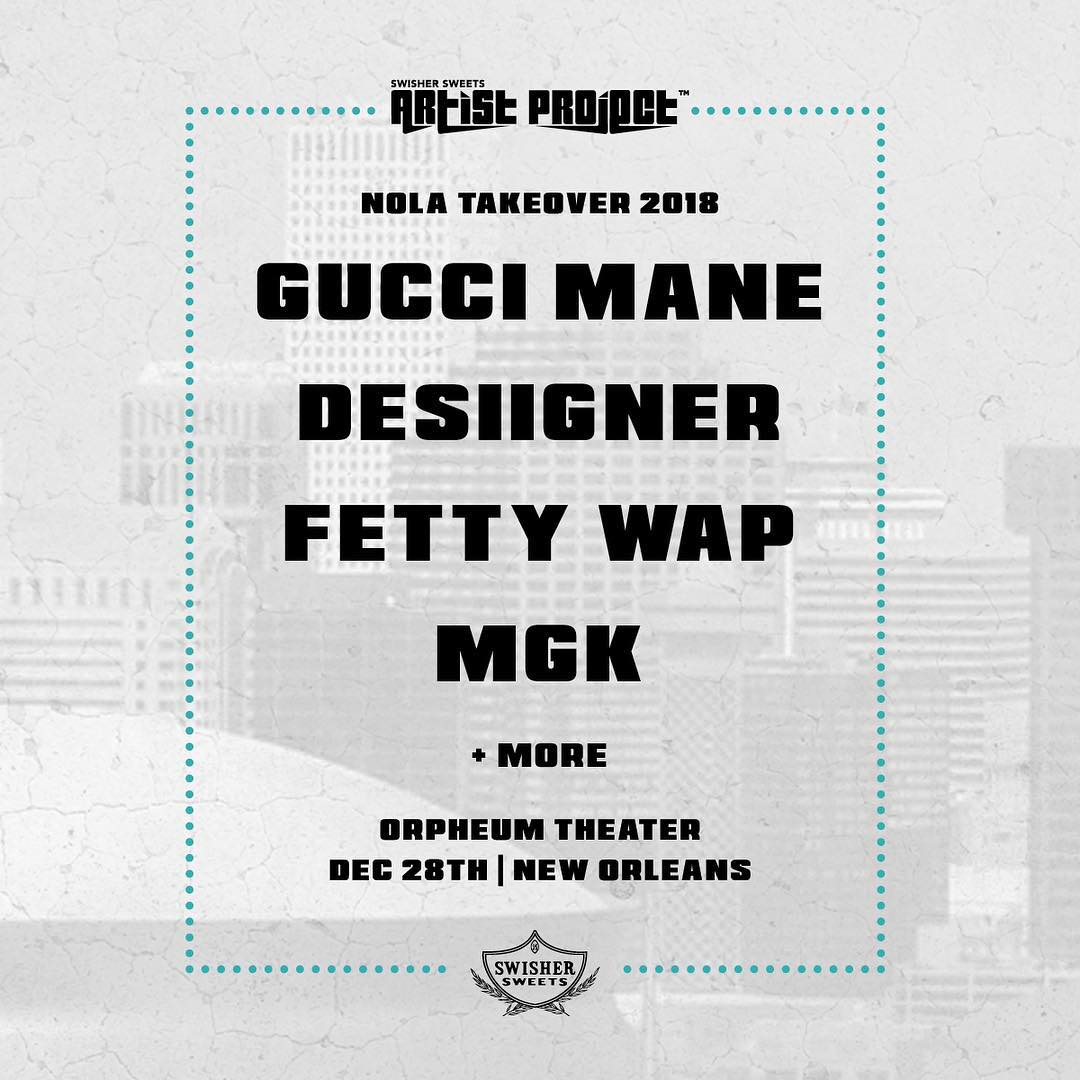 SWISHER SWEETS
ARTIST PROJECT™
NOLA TAKEOVER 2018
GUCCI MANE
DESIIGNER
FETTY WAP
MGK
+ MORE
ORPHEUM THEATER
DEC 28TH | NEW ORLEANS
SWISHER
SWEETS